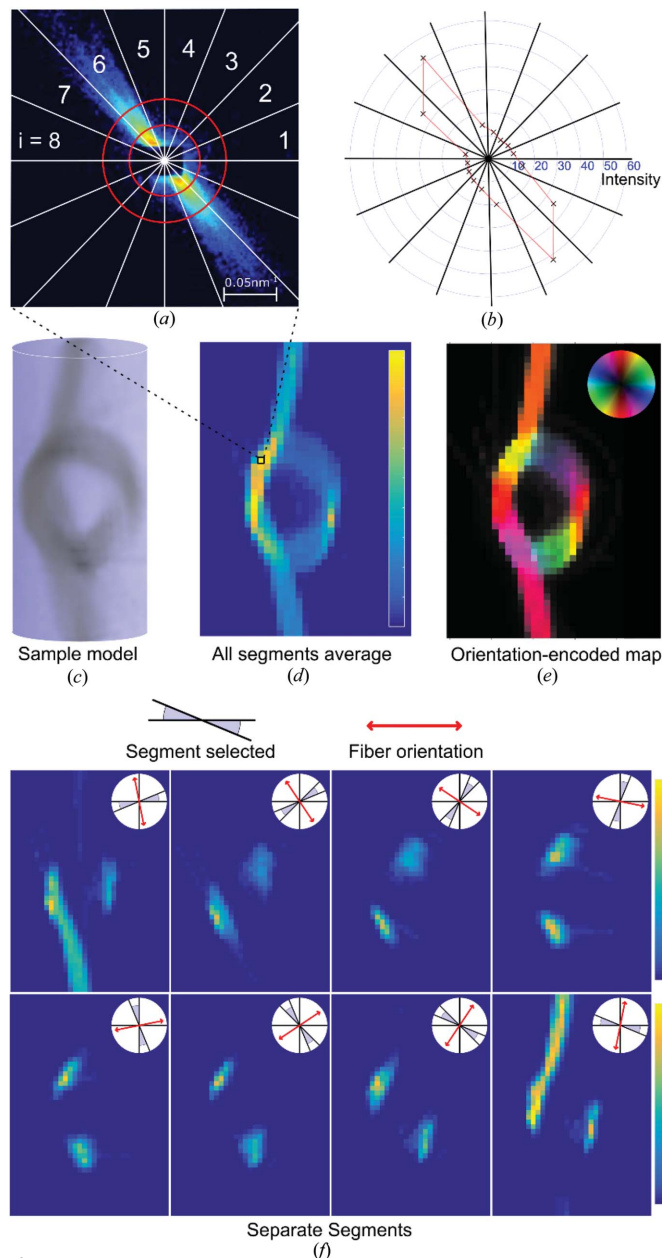 5
4
6
3
7
2
i = 8
1
0.05nm⁻¹
(a)
10 20 30 40 50 60
Intensity
(b)
Sample model
(c)
All segments average
(d)
Orientation-encoded map
(e)
Segment selected
Fiber orientation
Separate Segments
(f)